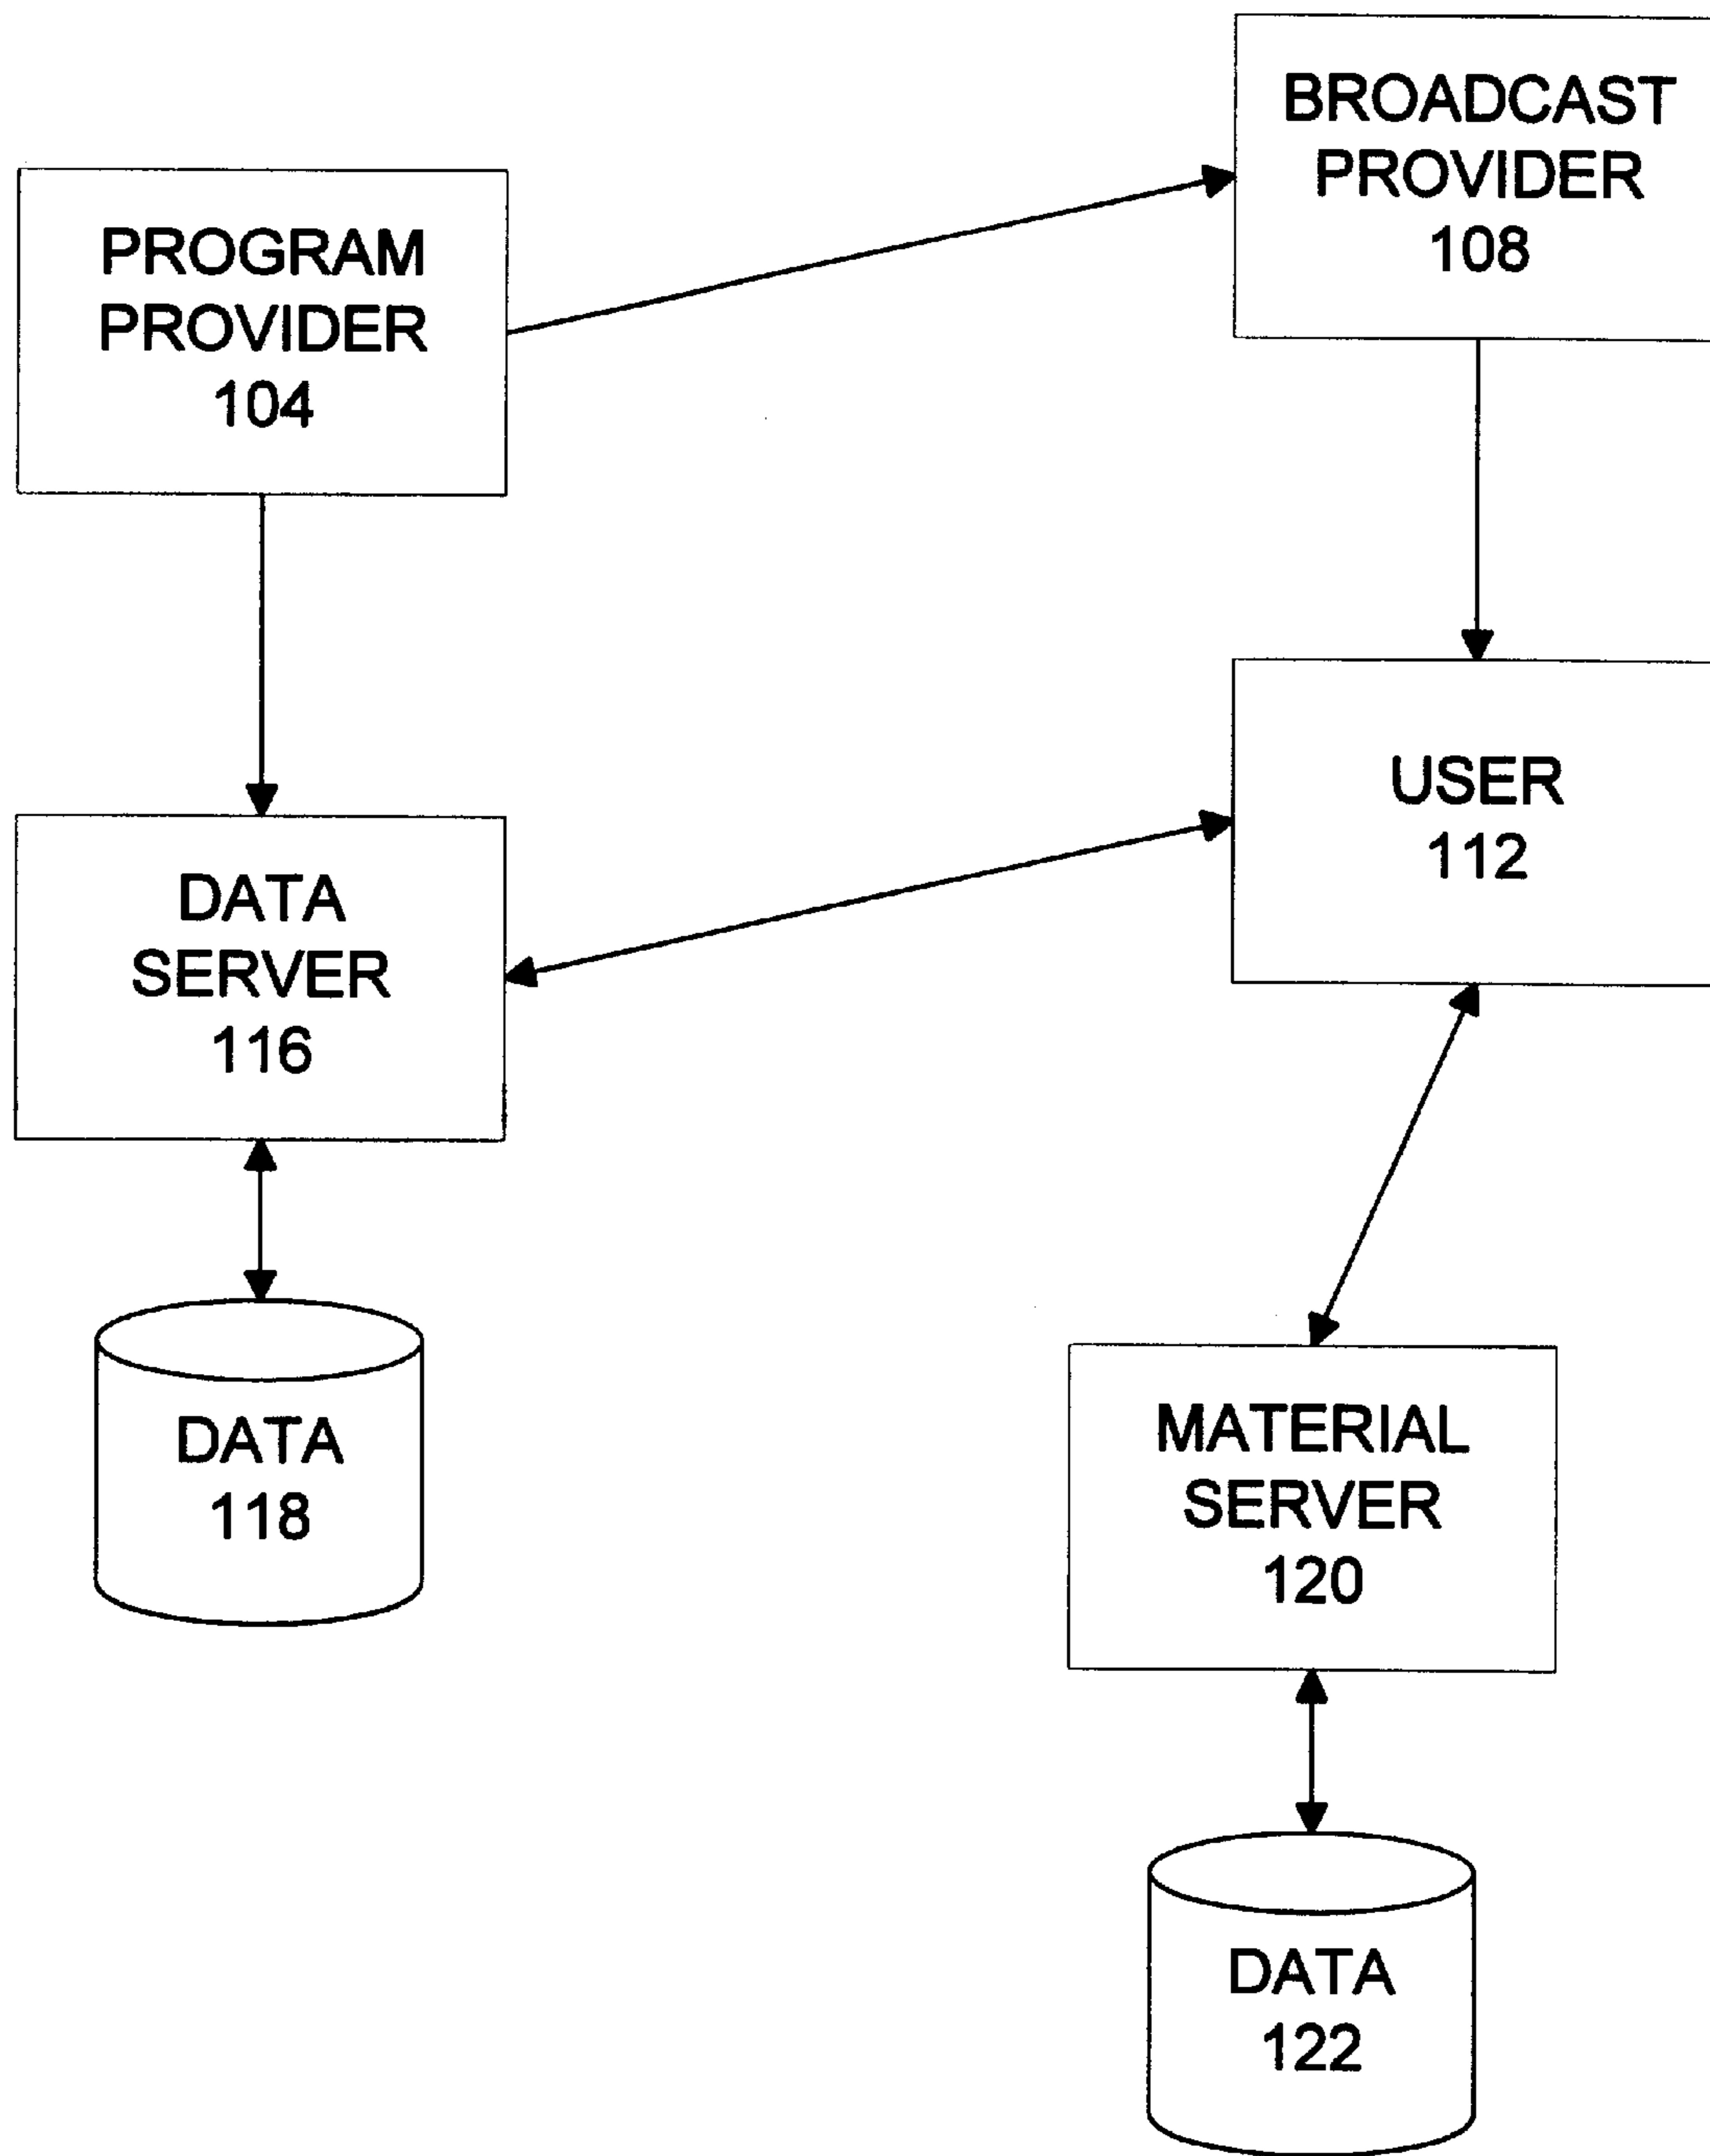 BROADCAST
PROVIDER
108
PROGRAM
PROVIDER
104
USER
112
DATA
SERVER
116
DATA
118
MATERIAL
SERVER
120
DATA
122